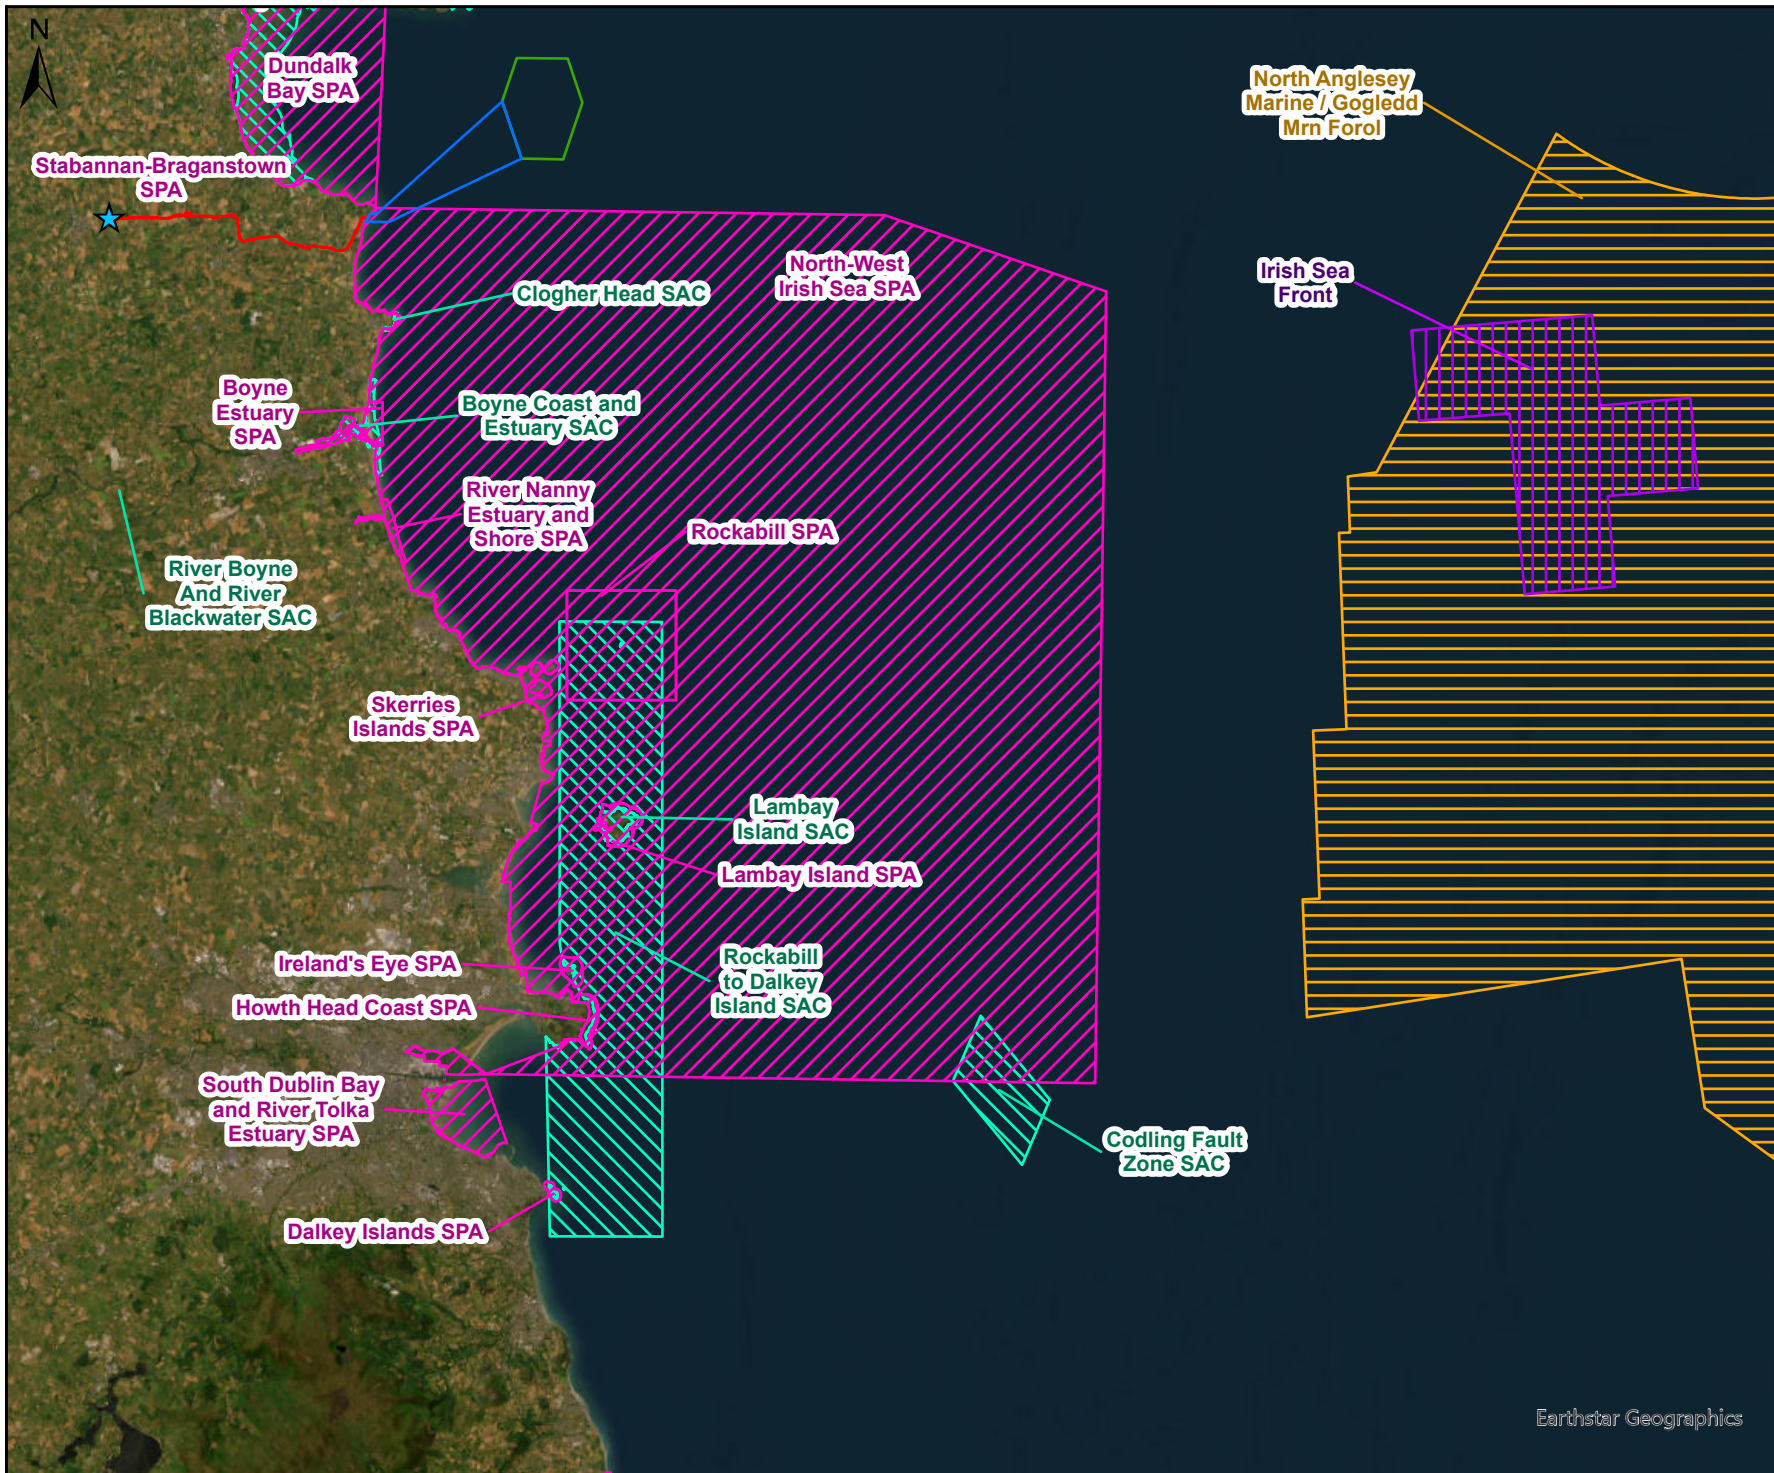 N
Dundalk
Bay SPA
North Anglesey
Marine / Gogledd
Mrn Forol
Stabannan-Braganstown
SPA
North-West
Irish Sea SPA
Irish Sea
Front
Clogher Head SAC
Boyne
Estuary
SPA
Boyne Coast and
Estuary SAC
River Nanny
Estuary and
Shore SPA
Rockabill SPA
River Boyne
And River
Blackwater SAC
Skerries
Islands SPA
Lambay
Island SAC
Lambay Island SPA
Ireland's Eye SPA
Rockabill
to Dalkey
Island SAC
Howth Head Coast SPA
South Dublin Bay
and River Tolka
Estuary SPA
Codling Fault
Zone SAC
Dalkey Islands SPA
Earthstar Geographics